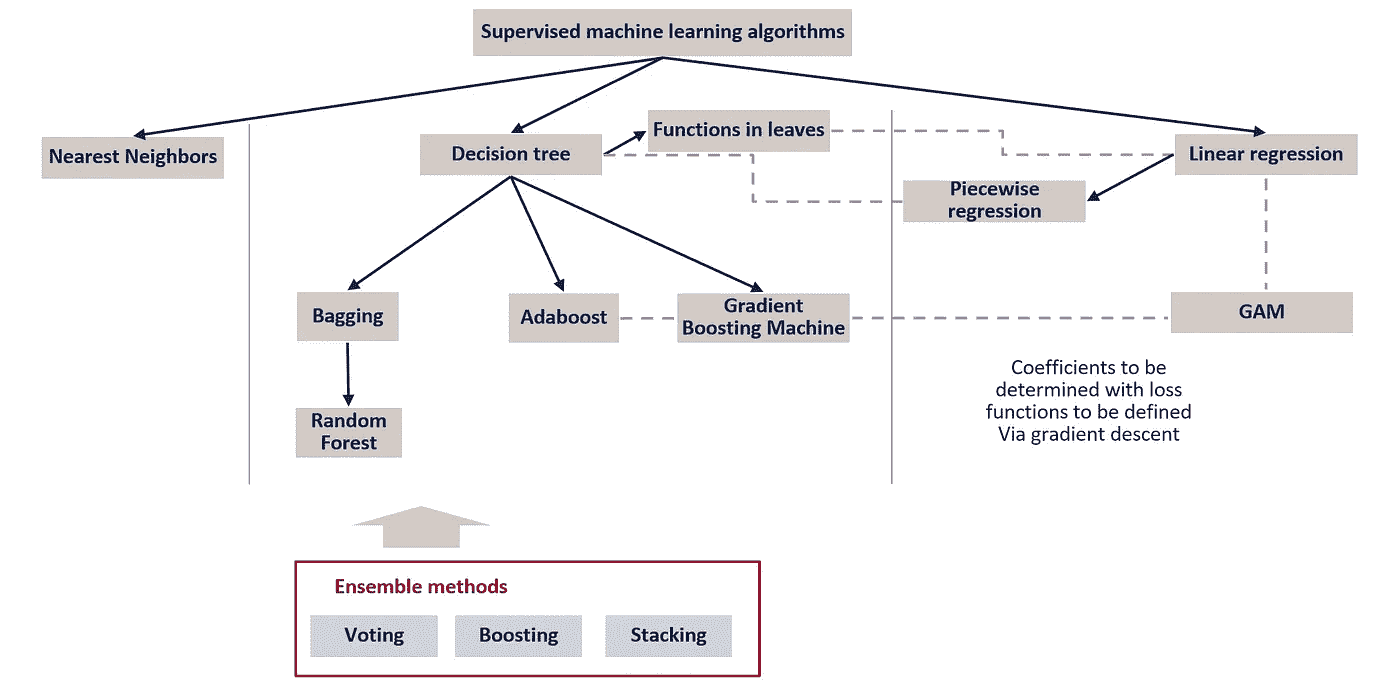 Supervised machine learning algorithms
Nearest Neighbors
Decision tree
Functions in leaves
Linear regression
Piecewise
regression
Bagging
Adaboost
Gradient
Boosting Machine
GAM
Random
Forest
Coefficients to be
determined with loss
functions to be defined
Via gradient descent
Ensemble methods
Voting
Boosting
Stacking